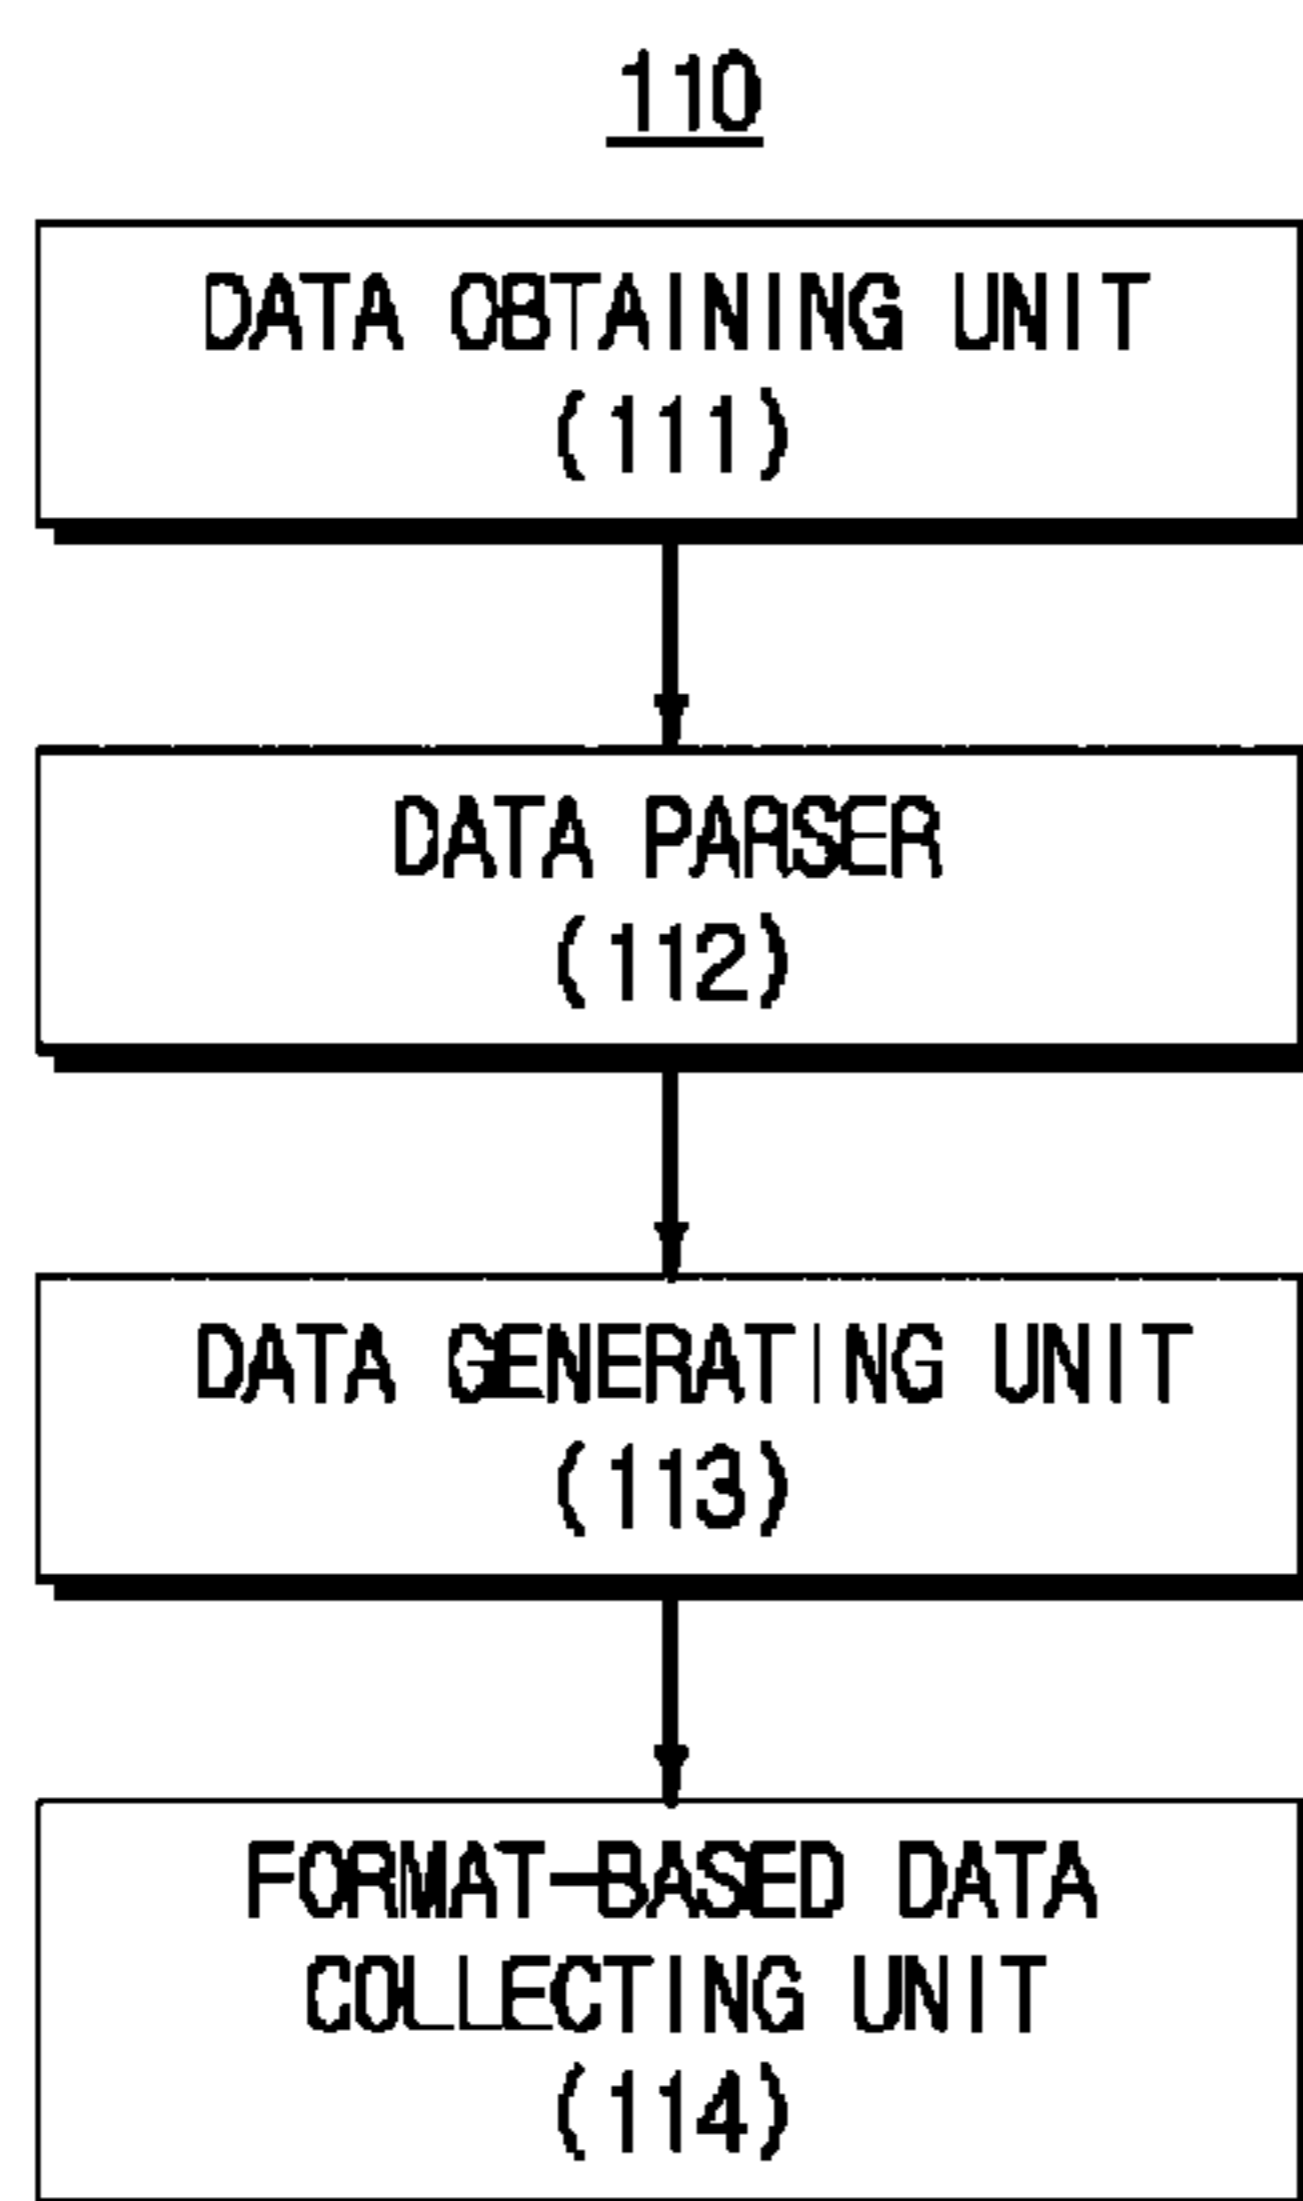 110
DATA OBTAINING UNIT
(111)
DATA PARSER
(112)
DATA GENERATING UNIT
(113)
FORMAT-BASED DATA
COLLECTING UNIT
(114)